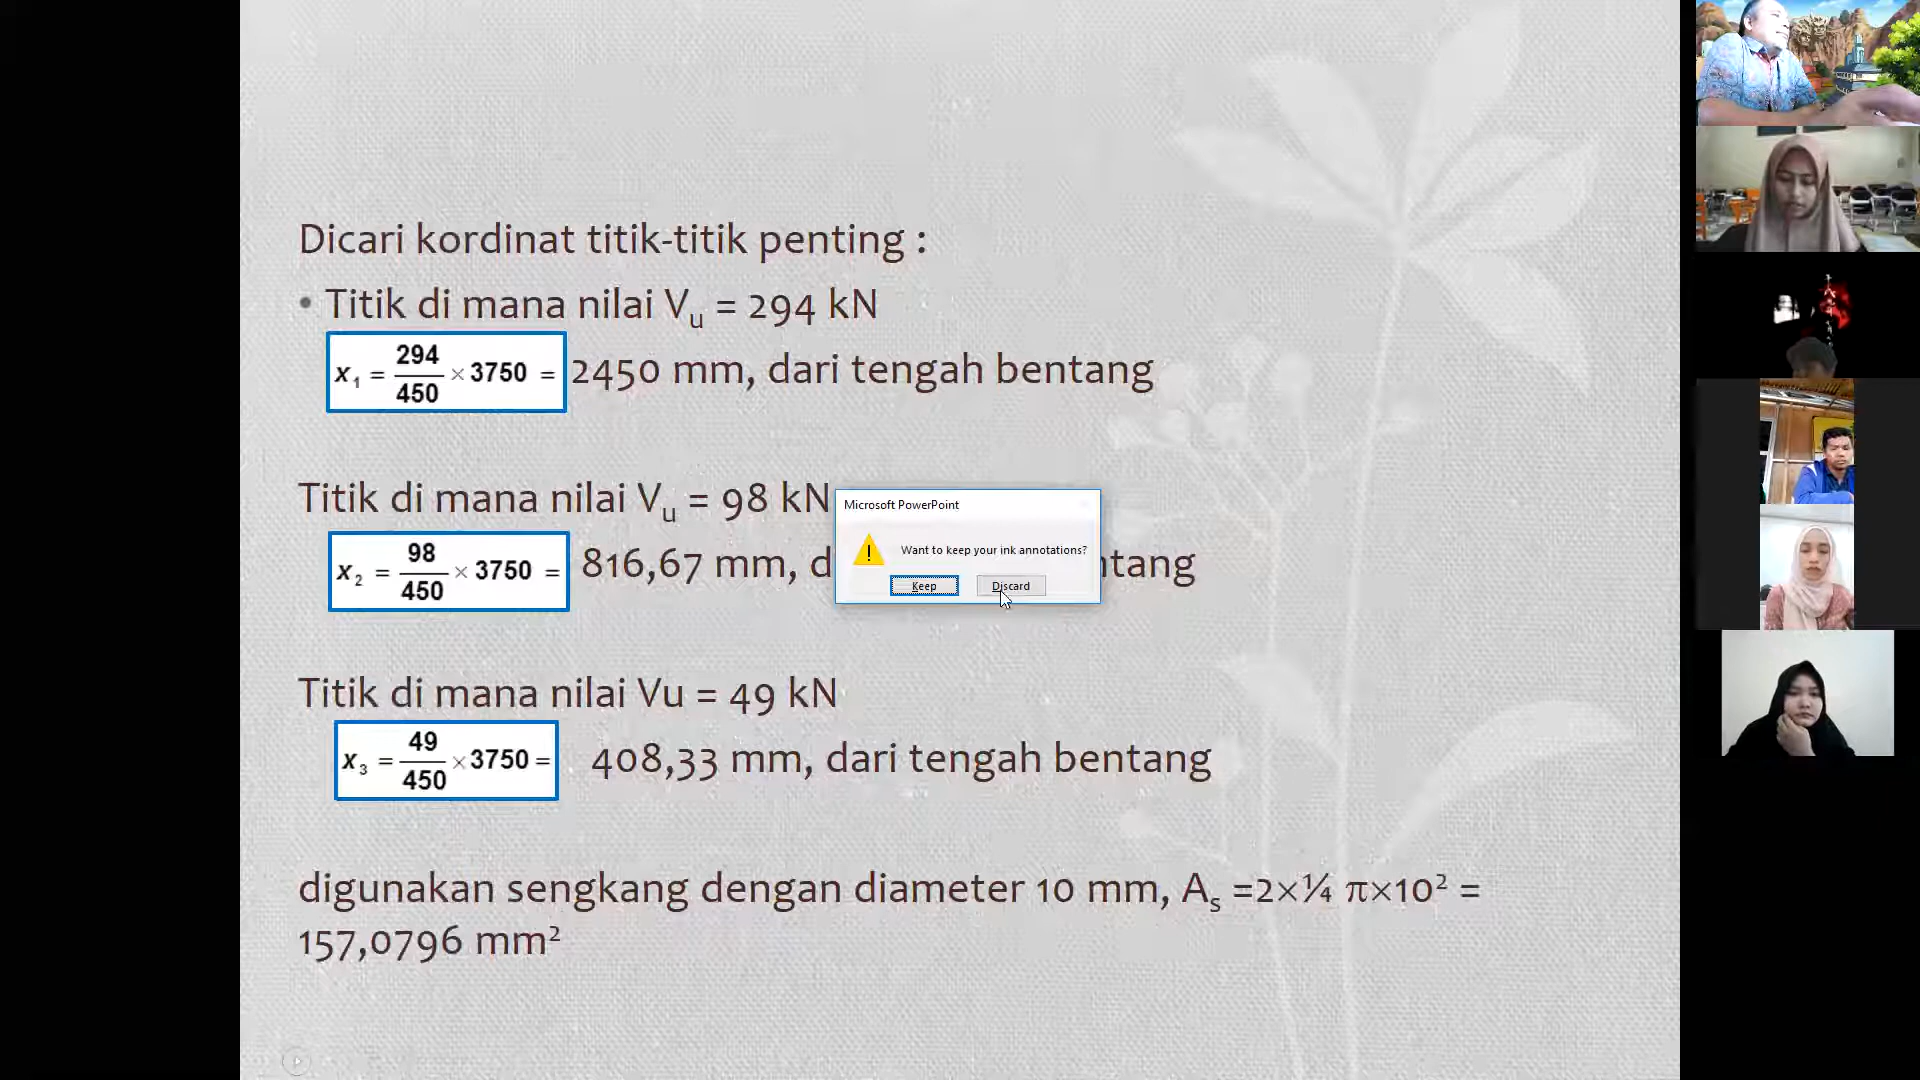 Dicari kordinat titik-titik penting :
• Titik di mana nilai Vu = 294 kN
x1 = 294/450 × 3750 = 2450 mm, dari tengah bentang
Titik di mana nilai Vu = 98 kN
x2 = 98/450 × 3750 = 816,67 mm, d
ntang
Microsoft PowerPoint
Want to keep your ink annotations?
Keep
Discard
Titik di mana nilai Vu = 49 kN
x3 = 49/450 × 3750 = 408,33 mm, dari tengah bentang
digunakan sengkang dengan diameter 10 mm, As =2×¼ π×10² =
157,0796 mm²